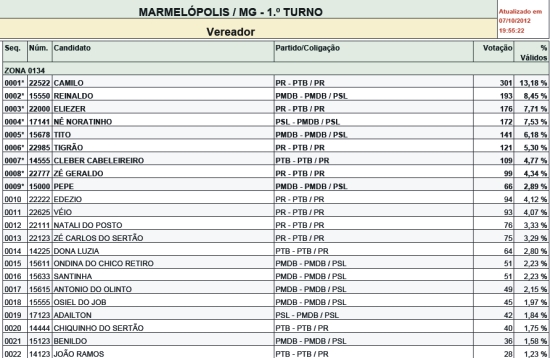 MARMELÓPOLIS / MG - 1.º TURNO
Atualizado em
07/10/2012
19:55:22
Vereador
Seq. Núm. Candidato Partido/Coligação Votação %
Válidos
ZONA 0134
0001* 22522 CAMILO PR - PTB / PR 301 13,18 %
0002* 15550 REINALDO PMDB - PMDB / PSL 193 8,45 %
0003* 22000 ELIEZER PR - PTB / PR 176 7,71 %
0004* 17141 NÉ NORATINHO PSL - PMDB / PSL 172 7,53 %
0005* 15678 TITO PMDB - PMDB / PSL 141 6,18 %
0006* 22985 TIGRÃO PR - PTB / PR 121 5,30 %
0007* 14555 CLEBER CABELEIREIRO PTB - PTB / PR 109 4,77 %
0008* 22777 ZÉ GERALDO PR - PTB / PR 99 4,34 %
0009* 15000 PEPE PMDB - PMDB / PSL 66 2,89 %
0010 22222 EDEZIO PR - PTB / PR 94 4,12 %
0011 22625 VÉIO PR - PTB / PR 93 4,07 %
0012 22111 NATALI DO POSTO PR - PTB / PR 76 3,33 %
0013 22123 ZÉ CARLOS DO SERTÃO PR - PTB / PR 75 3,29 %
0014 14225 DONA LUZIA PTB - PTB / PR 64 2,80 %
0015 15611 ONDINA DO CHICO RETIRO PMDB - PMDB / PSL 51 2,23 %
0016 15633 SANTINHA PMDB - PMDB / PSL 51 2,23 %
0017 15615 ANTONIO DO OLINTO PMDB - PMDB / PSL 49 2,15 %
0018 15555 OSIEL DO JOB PMDB - PMDB / PSL 45 1,97 %
0019 17123 ADAILTON PSL - PMDB / PSL 42 1,84 %
0020 14444 CHIQUINHO DO SERTÃO PTB - PTB / PR 40 1,75 %
0021 15123 BENILDO PMDB - PMDB / PSL 36 1,58 %
0022 14123 JOÃO RAMOS PTB - PTB / PR 28 1,23 %